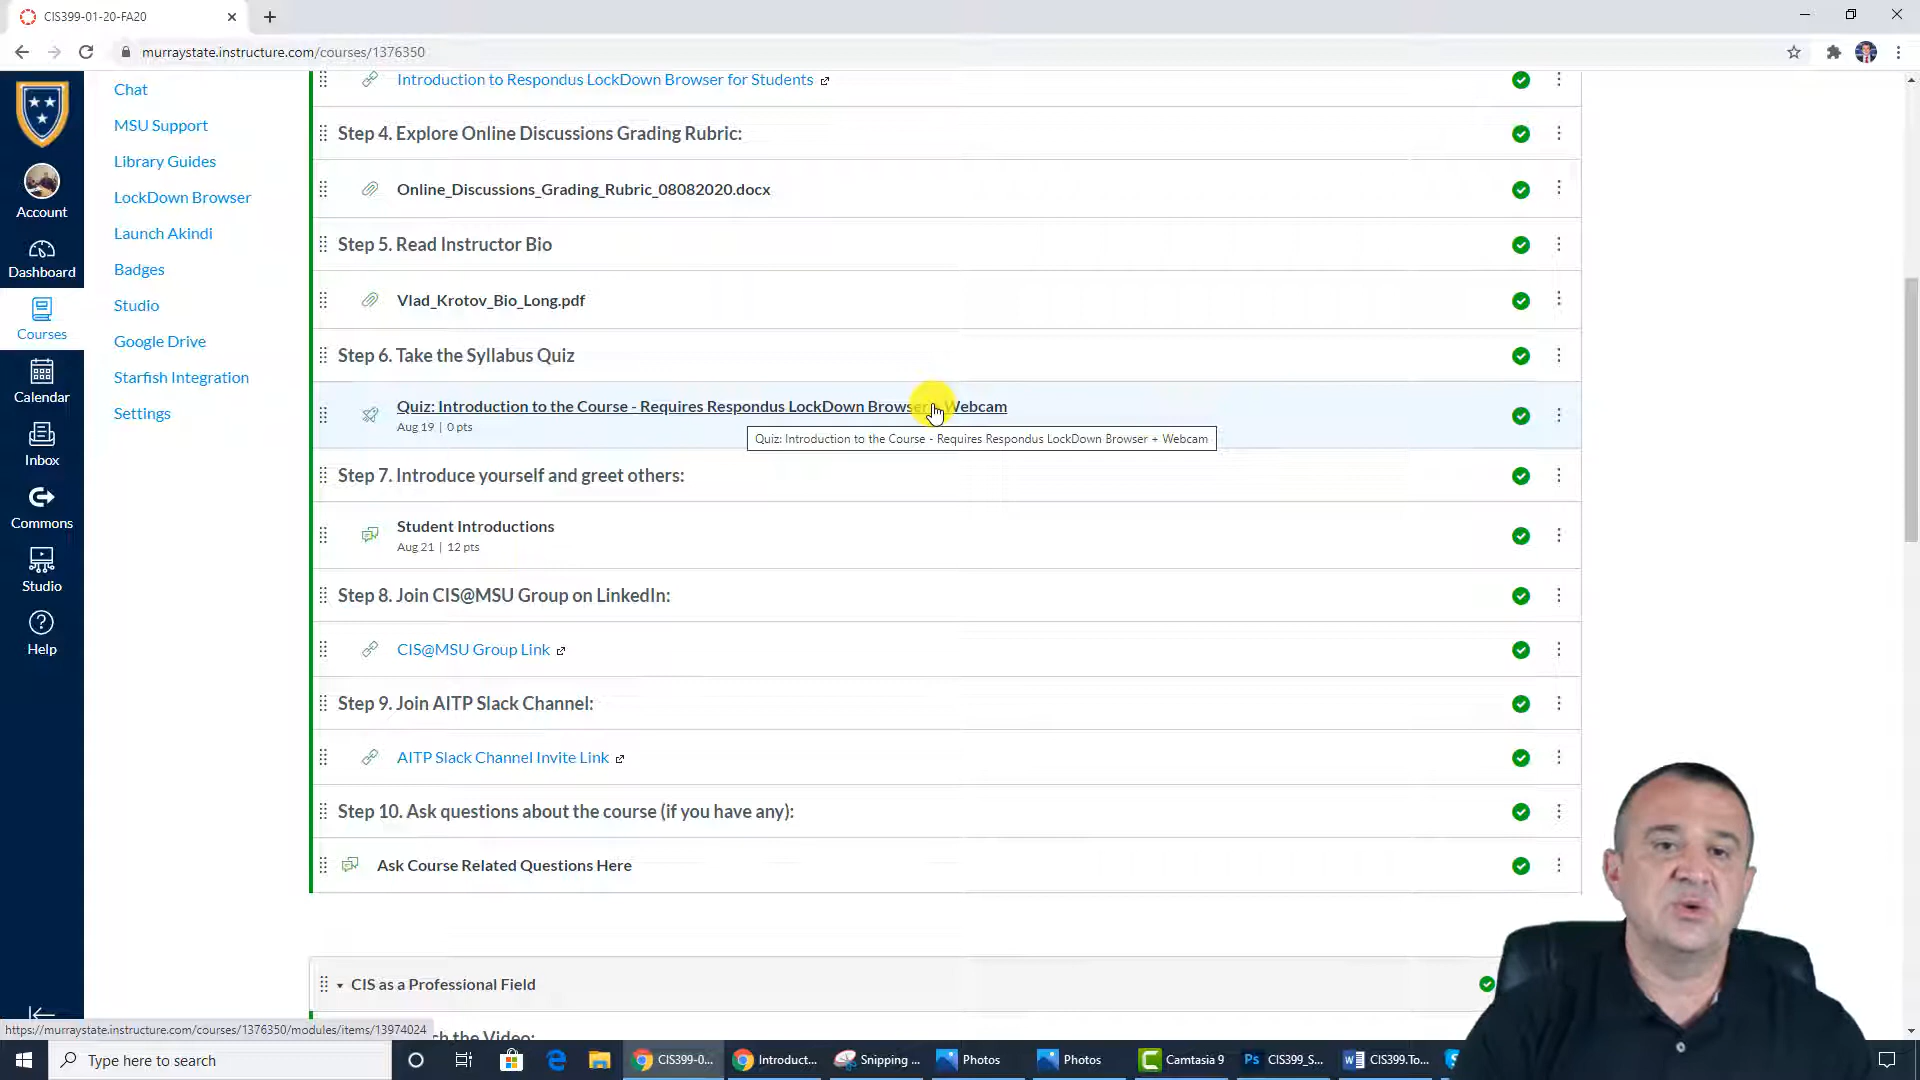 CIS399-01-20-FA20
murraystate.instructure.com/courses/1376350
Account
Dashboard
Courses
Calendar
Inbox
Commons
Studio
Help
Chat
MSU Support
Library Guides
LockDown Browser
Launch Akindi
Badges
Studio
Google Drive
Starfish Integration
Settings
Introduction to Respondus LockDown Browser for Students
Step 4. Explore Online Discussions Grading Rubric:
Online_Discussions_Grading_Rubric_08082020.docx
Step 5. Read Instructor Bio
Vlad_Krotov_Bio_Long.pdf
Step 6. Take the Syllabus Quiz
Quiz: Introduction to the Course - Requires Respondus LockDown Browser Webcam
Aug 19 | 0 pts
Quiz: Introduction to the Course - Requires Respondus LockDown Browser + Webcam
Step 7. Introduce yourself and greet others:
Student Introductions
Aug 21 | 12 pts
Step 8. Join CIS@MSU Group on LinkedIn:
CIS@MSU Group Link
Step 9. Join AITP Slack Channel:
AITP Slack Channel Invite Link
Step 10. Ask questions about the course (if you have any):
Ask Course Related Questions Here
CIS as a Professional Field
the Video:
https://murraystate.instructure.com/courses/1376350/modules/items/13974024
Type here to search
CIS399-0...
Introduct...
Snipping ...
Photos
Photos
Camtasia 9
CIS399_S...
CIS399.To...